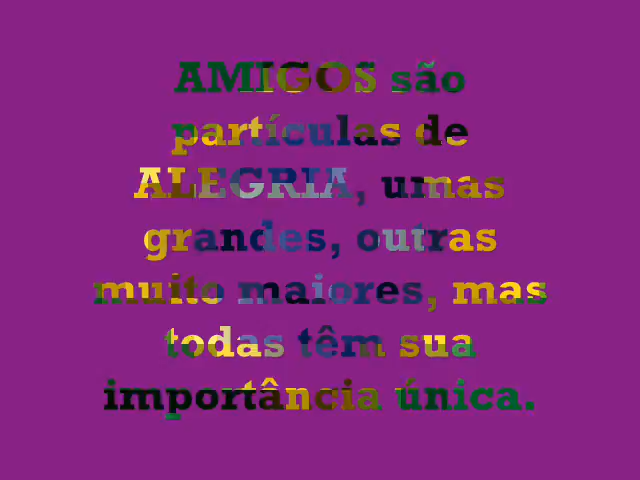 AMIGOS são
partículas de
ALEGRIA, umas
grandes, outras
muito maiores, mas
todas têm sua
importância única.